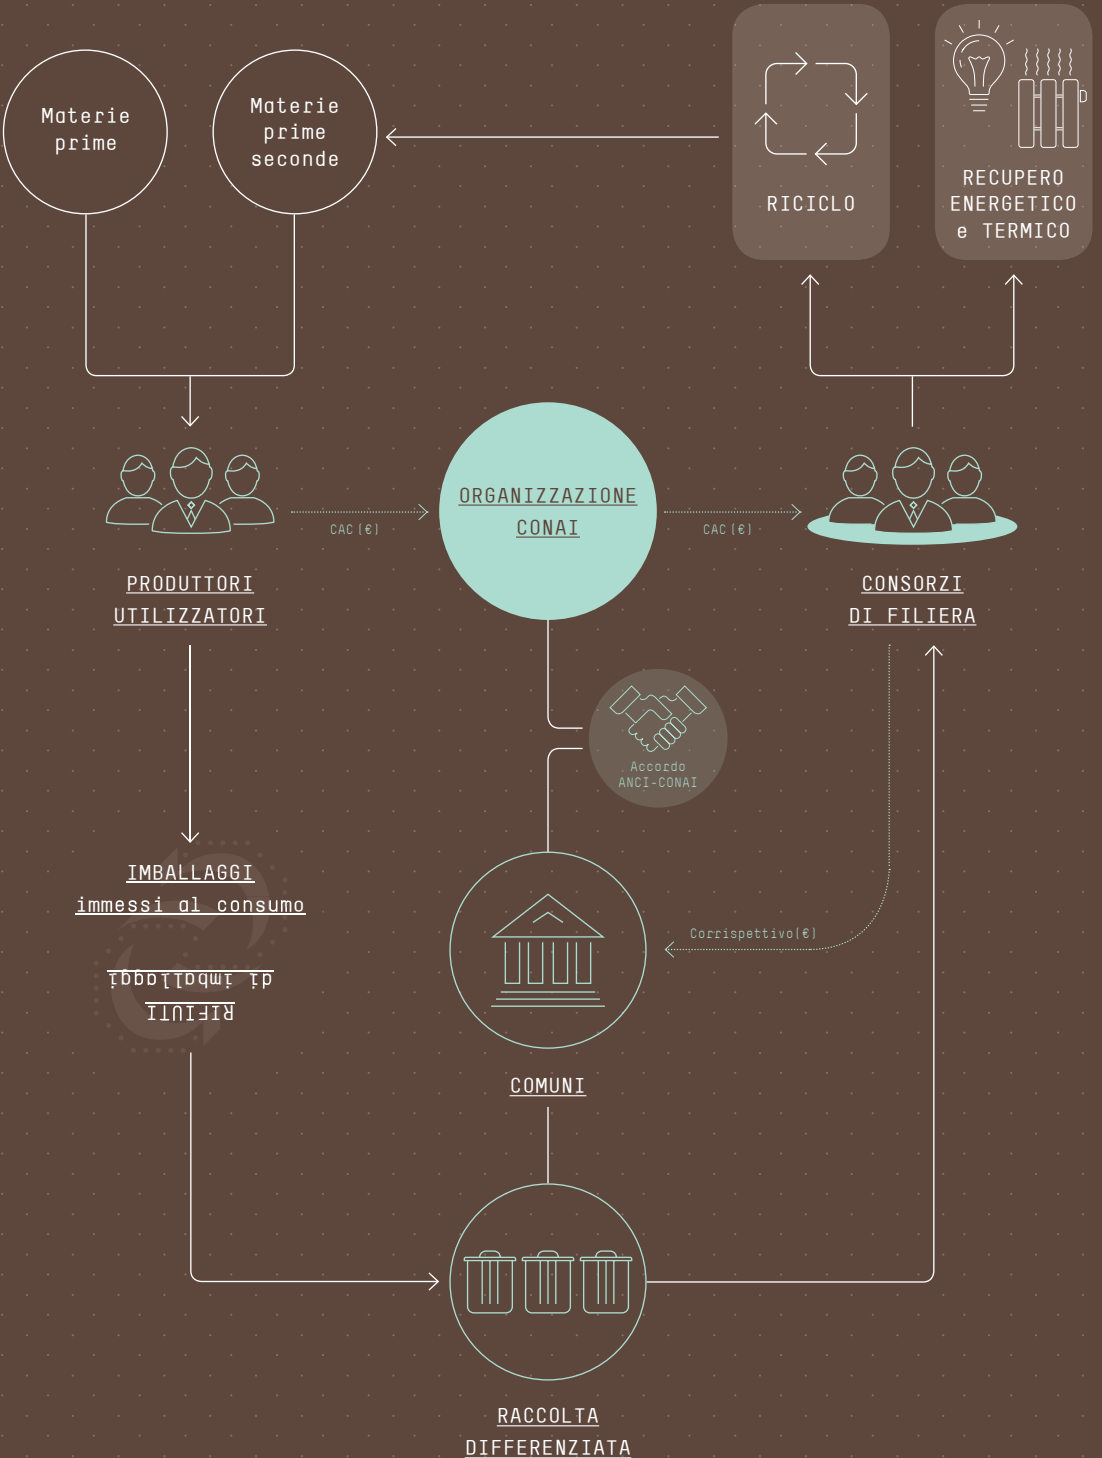 Materie
prime
Materie
prime
seconde
RICICLO
RECUPERO
ENERGETICO
e TERMICO
PRODUTTORI
UTILIZZATORI
CAC (€)
ORGANIZZAZIONE
CONAI
CAC (€)
CONSORZI
DI FILIERA
Accordo
ANCI-CONAI
IMBALLAGGI
immessi al consumo
RIFIUTI
di imballaggi
Corrispettivo(€)
COMUNI
RACCOLTA
DIFFERENZIATA